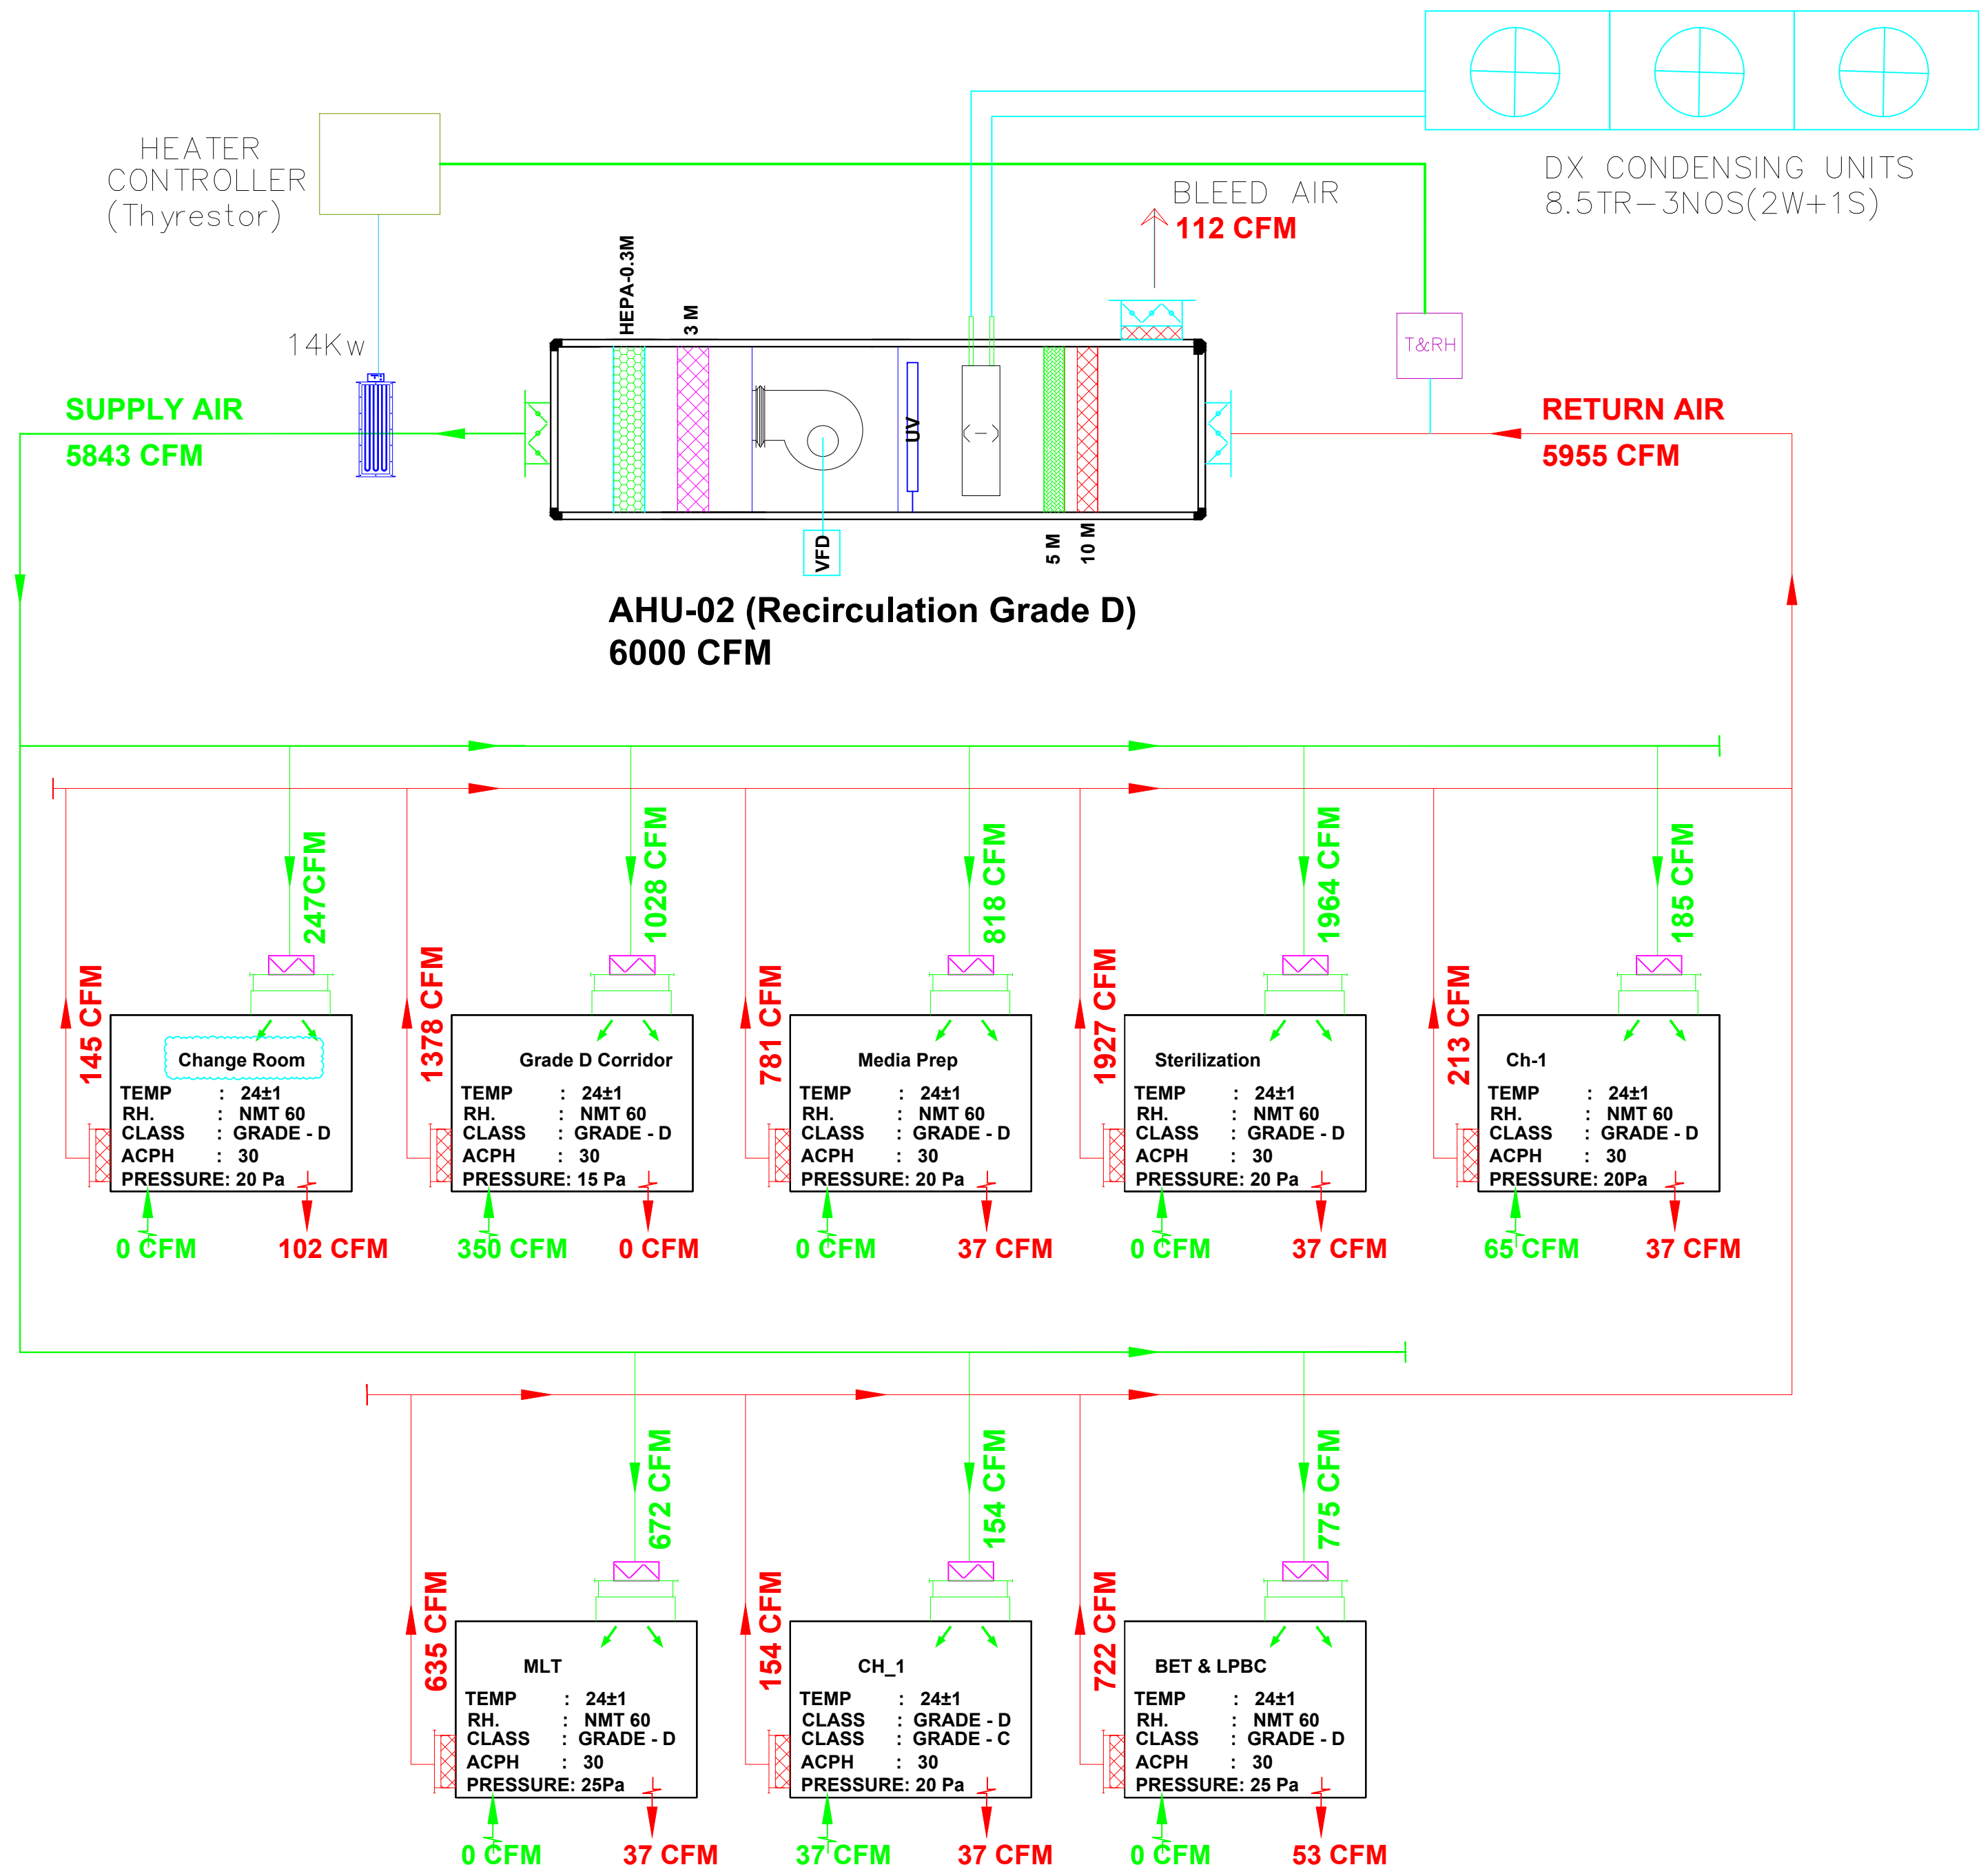 HEATER
CONTROLLER
(Thyrestor)
14Kw
BLEED AIR
112 CFM
DX CONDENSING UNITS
8.5TR-3NOS(2W+1S)
T&RH
HEPA-0.3M
3 M
UV
VFD
5 M
10 M
SUPPLY AIR
5843 CFM
RETURN AIR
5955 CFM
AHU-02 (Recirculation Grade D)
6000 CFM
247CFM
145 CFM
Change Room
TEMP : 24±1
RH. : NMT 60
CLASS : GRADE - D
ACPH : 30
PRESSURE: 20 Pa
0 CFM
102 CFM
1028 CFM
1378 CFM
Grade D Corridor
TEMP : 24±1
RH. : NMT 60
CLASS : GRADE - D
ACPH : 30
PRESSURE: 15 Pa
350 CFM
0 CFM
818 CFM
781 CFM
Media Prep
TEMP : 24±1
RH. : NMT 60
CLASS : GRADE - D
ACPH : 30
PRESSURE: 20 Pa
0 CFM
37 CFM
1964 CFM
1927 CFM
Sterilization
TEMP : 24±1
RH. : NMT 60
CLASS : GRADE - D
ACPH : 30
PRESSURE: 20 Pa
0 CFM
37 CFM
185 CFM
213 CFM
Ch-1
TEMP : 24±1
RH. : NMT 60
CLASS : GRADE - D
ACPH : 30
PRESSURE: 20Pa
65 CFM
37 CFM
672 CFM
635 CFM
MLT
TEMP : 24±1
RH. : NMT 60
CLASS : GRADE - D
ACPH : 30
PRESSURE: 25Pa
0 CFM
37 CFM
154 CFM
154 CFM
CH_1
TEMP : 24±1
CLASS : GRADE - D
CLASS : GRADE - C
ACPH : 30
PRESSURE: 20 Pa
37 CFM
37 CFM
775 CFM
722 CFM
BET & LPBC
TEMP : 24±1
RH. : NMT 60
CLASS : GRADE - D
ACPH : 30
PRESSURE: 25 Pa
0 CFM
53 CFM